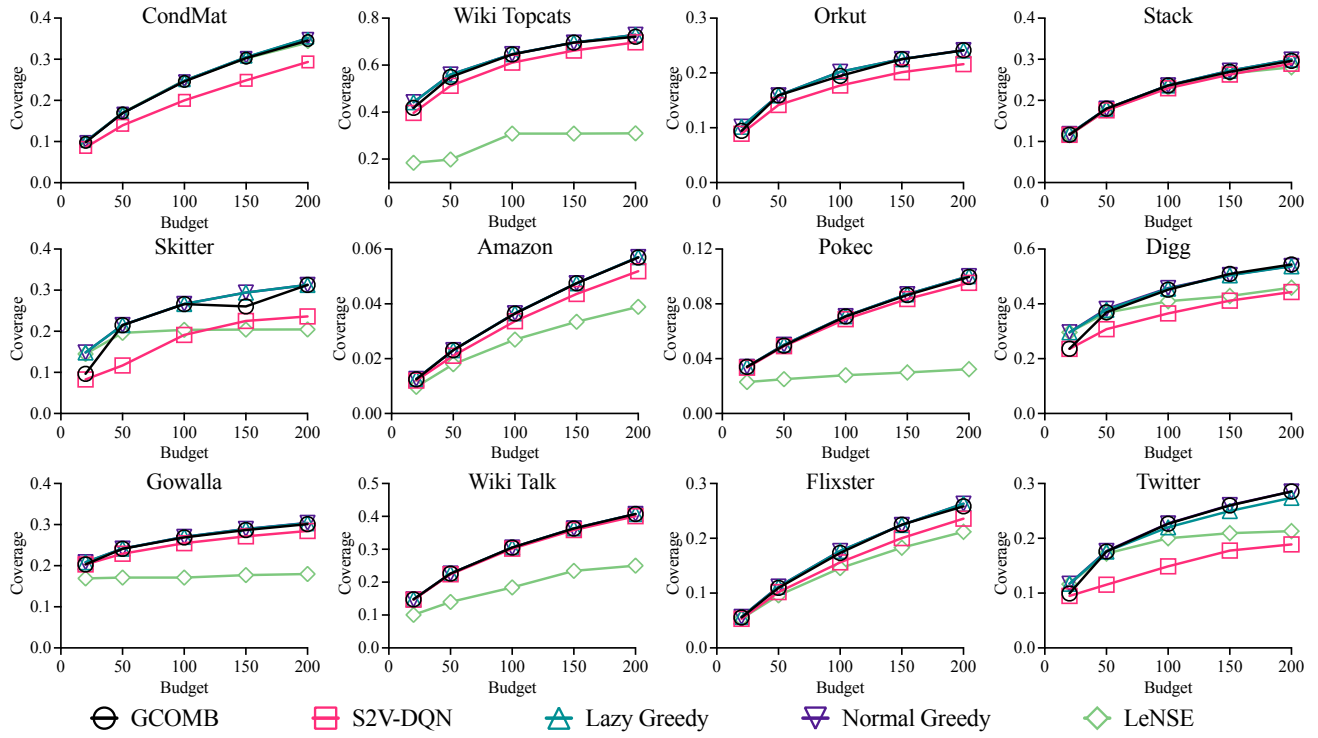 CondMat
Coverage
0.4
0.3
0.2
0.1
0.0
0 50 100 150 200
Budget
Wiki Topcats
Coverage
0.8
0.6
0.4
0.2
0 50 100 150 200
Budget
Orkut
Coverage
0.3
0.2
0.1
0.0
0 50 100 150 200
Budget
Stack
Coverage
0.4
0.3
0.2
0.1
0.0
0 50 100 150 200
Budget
Skitter
Coverage
0.4
0.3
0.2
0.1
0.0
0 50 100 150 200
Budget
Amazon
Coverage
0.06
0.04
0.02
0.00
0 50 100 150 200
Budget
Pokec
Coverage
0.12
0.08
0.04
0.00
0 50 100 150 200
Budget
Digg
Coverage
0.6
0.4
0.2
0.0
0 50 100 150 200
Budget
Gowalla
Coverage
0.4
0.3
0.2
0.1
0.0
0 50 100 150 200
Budget
Wiki Talk
Coverage
0.5
0.4
0.3
0.2
0.1
0.0
0 50 100 150 200
Budget
Flixster
Coverage
0.3
0.2
0.1
0.0
0 50 100 150 200
Budget
Twitter
Coverage
0.3
0.2
0.1
0.0
0 50 100 150 200
Budget
GCOMB S2V-DQN Lazy Greedy Normal Greedy LeNSE